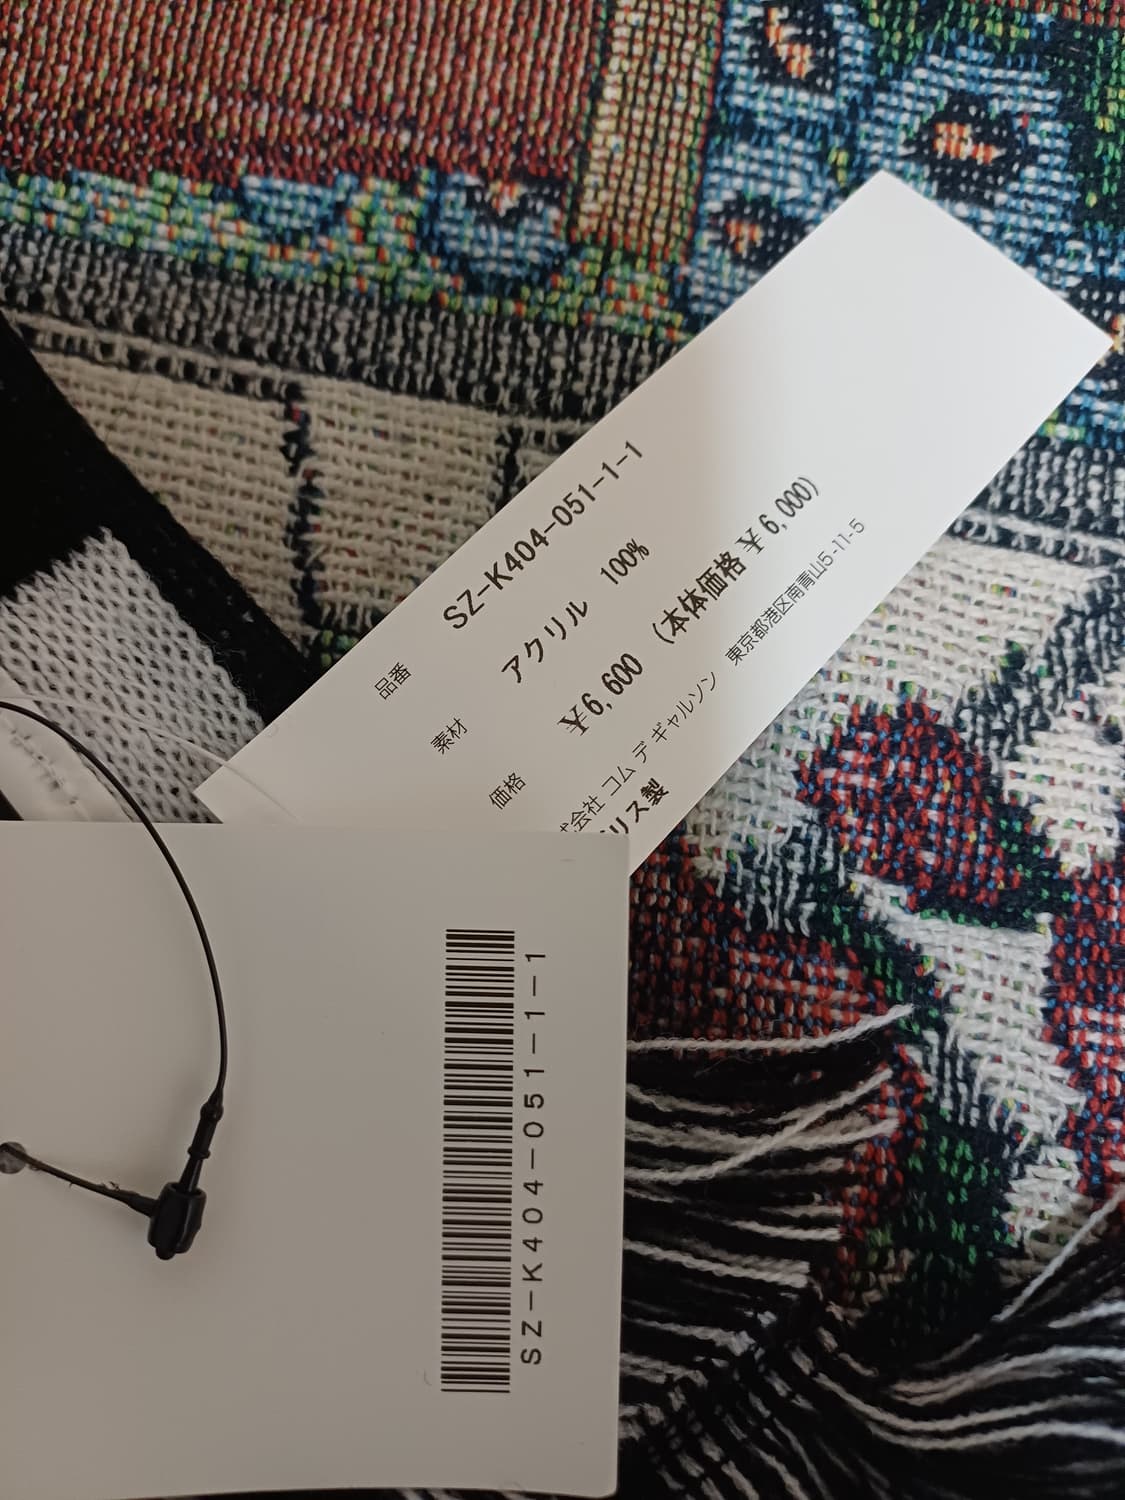 品番 SZ-K404-051-1-1
素材 アクリル 100%
価格 ¥6,600 (本体価格 ¥6,000)
会社 コム デ ギャルソン 東京都港区南青山5-11-5
リス製
SZ-K404-051-1-1